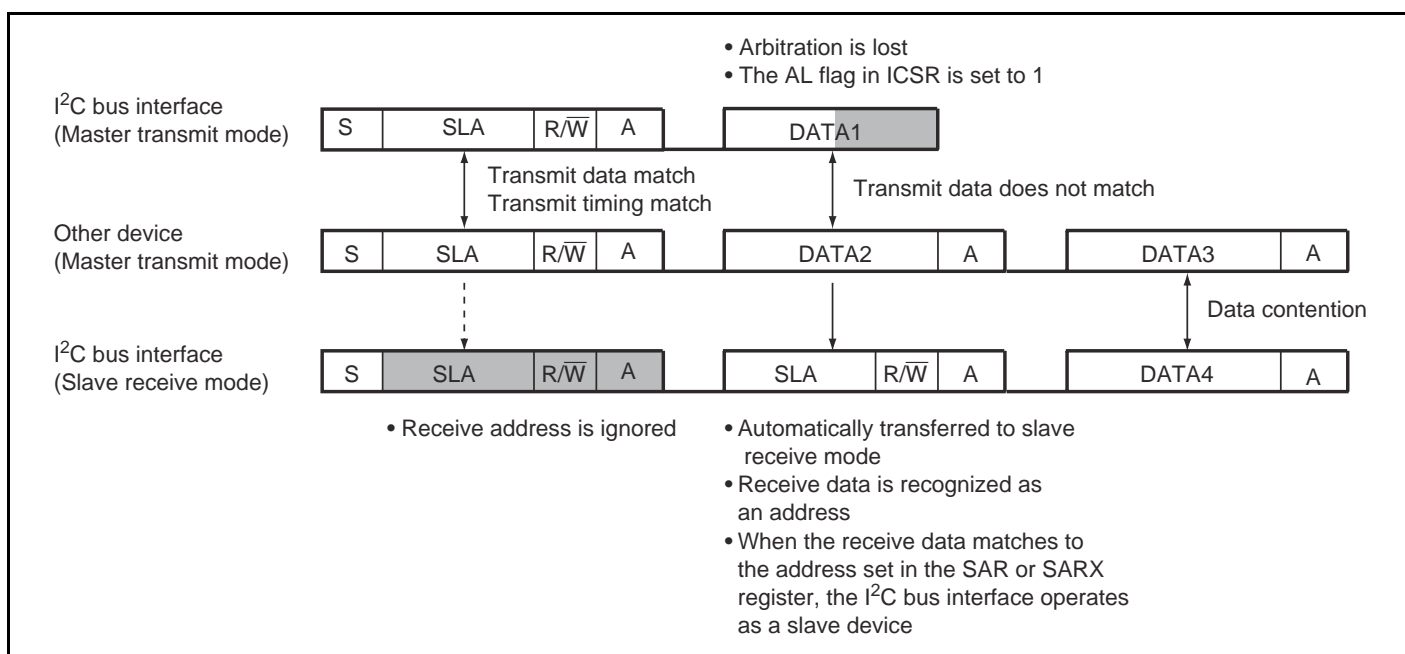 • Arbitration is lost
• The AL flag in ICSR is set to 1
I²C bus interface
(Master transmit mode)
S SLA R/W̅ A DATA1
Transmit data match
Transmit timing match
Transmit data does not match
Other device
(Master transmit mode)
S SLA R/W̅ A DATA2 A DATA3 A
Data contention
I²C bus interface
(Slave receive mode)
S SLA R/W̅ A SLA R/W̅ A DATA4 A
• Receive address is ignored
• Automatically transferred to slave
receive mode
• Receive data is recognized as
an address
• When the receive data matches to
the address set in the SAR or SARX
register, the I²C bus interface operates
as a slave device